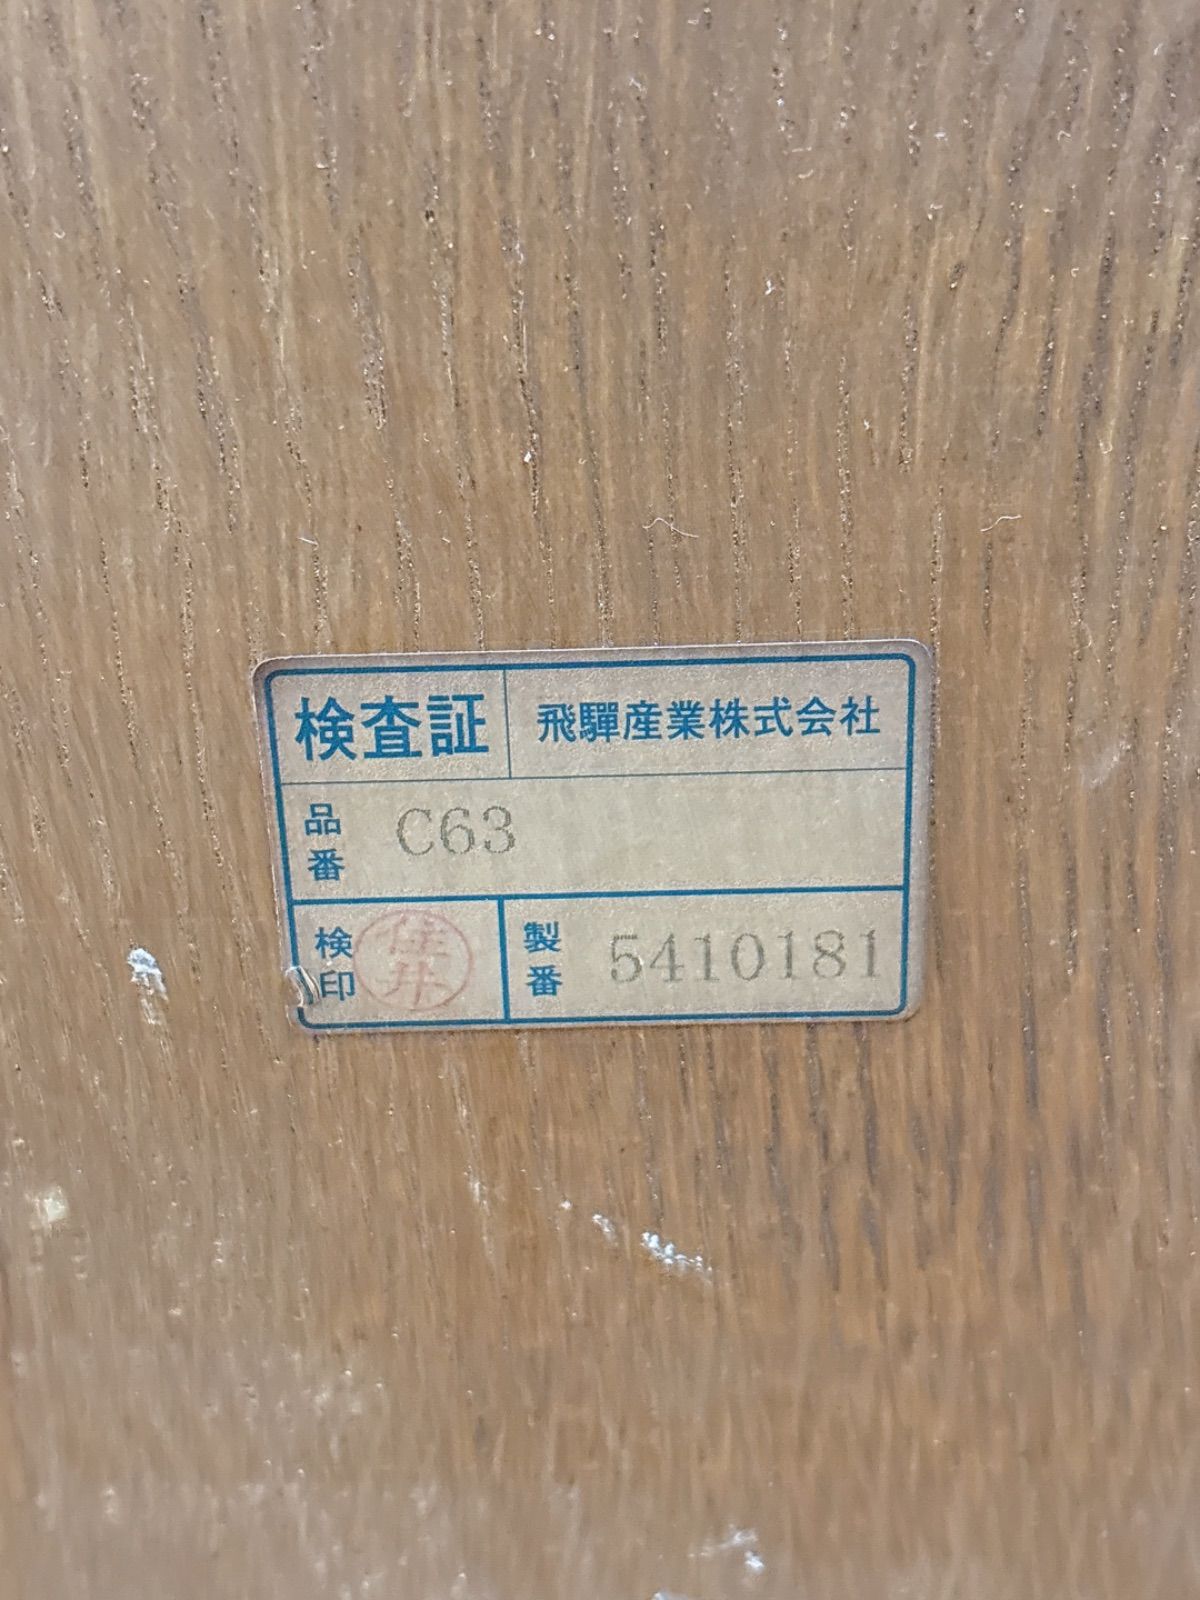 検査証 飛騨産業株式会社
品番 C63
検印
製番 5410181